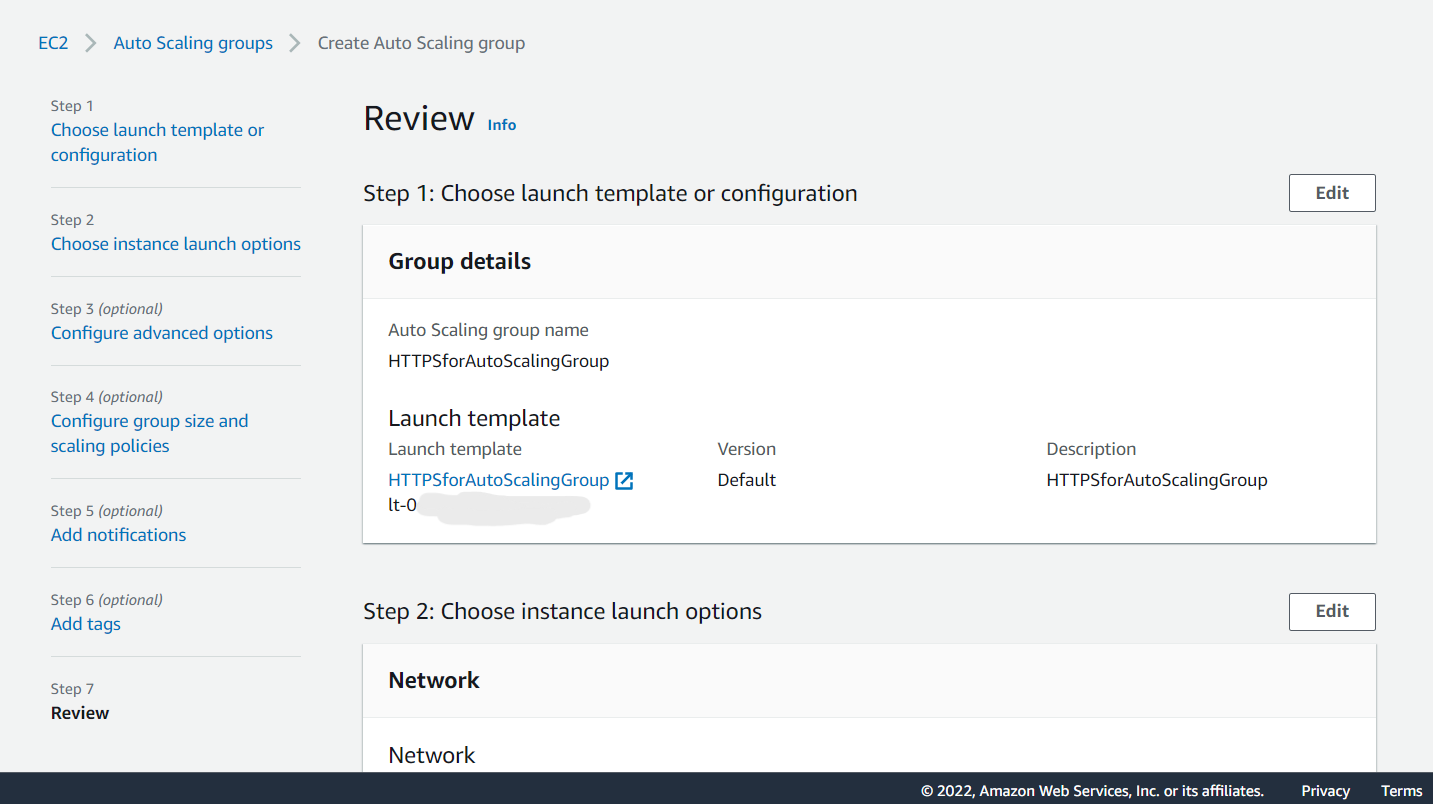 EC2 Auto Scaling groups Create Auto Scaling group
Step 1
Choose launch template or
configuration
Step 2
Choose instance launch options
Step 3 (optional)
Configure advanced options
Step 4 (optional)
Configure group size and
scaling policies
Step 5 (optional)
Add notifications
Step 6 (optional)
Add tags
Step 7
Review
Review Info
Step 1: Choose launch template or configuration Edit
Group details
Auto Scaling group name
HTTPSforAutoScalingGroup
Launch template
Launch template Version Description
HTTPSforAutoScalingGroup Default HTTPSforAutoScalingGroup
lt-0
Step 2: Choose instance launch options Edit
Network
Network
© 2022, Amazon Web Services, Inc. or its affiliates. Privacy Terms